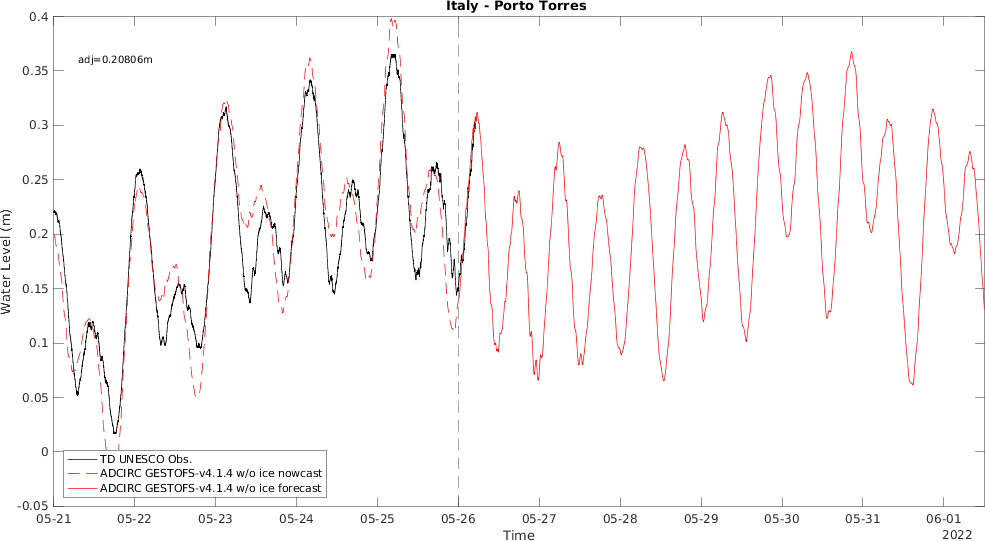 Italy - Porto Torres
adj=0.20806m
Water Level (m)
0.4
0.35
0.3
0.25
0.2
0.15
0.1
0.05
0
-0.05
TD UNESCO Obs.
ADCIRC GESTOFS-v4.1.4 w/o ice nowcast
ADCIRC GESTOFS-v4.1.4 w/o ice forecast
05-21 05-22 05-23 05-24 05-25 05-26 05-27 05-28 05-29 05-30 05-31 06-01
Time
2022